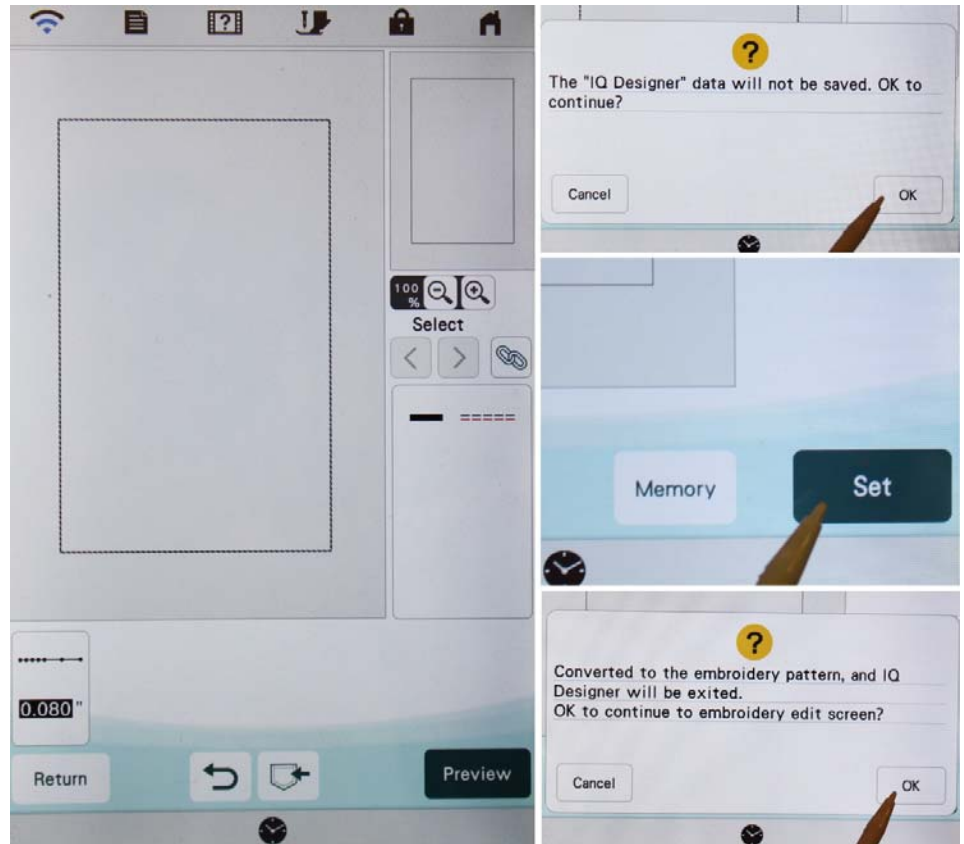 ?
100
%
Select
0.080 "
Return
Preview
?
The "IQ Designer" data will not be saved. OK to
continue?
Cancel
OK
Memory
Set
?
Converted to the embroidery pattern, and IQ
Designer will be exited.
OK to continue to embroidery edit screen?
Cancel
OK